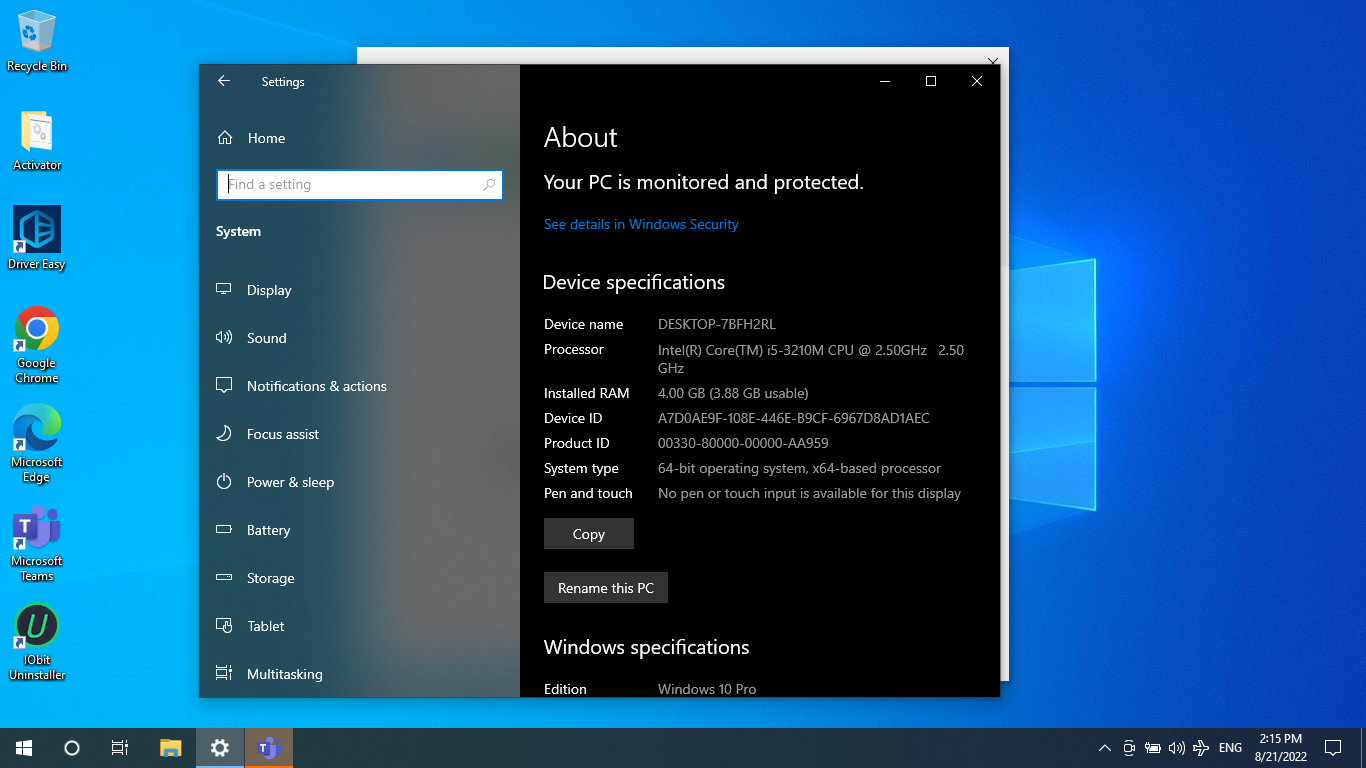 Recycle Bin
Activator
Driver Easy
Google
Chrome
Microsoft
Edge
Microsoft
Teams
IObit
Uninstaller
Settings
Home
Find a setting
System
Display
Sound
Notifications & actions
Focus assist
Power & sleep
Battery
Storage
Tablet
Multitasking
About
Your PC is monitored and protected.
See details in Windows Security
Device specifications
Device name DESKTOP-7BFH2RL
Processor Intel(R) Core(TM) i5-3210M CPU @ 2.50GHz 2.50
GHz
Installed RAM 4.00 GB (3.88 GB usable)
Device ID A7D0AE9F-108E-446E-B9CF-6967D8AD1AEC
Product ID 00330-80000-00000-AA959
System type 64-bit operating system, x64-based processor
Pen and touch No pen or touch input is available for this display
Copy
Rename this PC
Windows specifications
Edition Windows 10 Pro
ENG
2:15 PM
8/21/2022